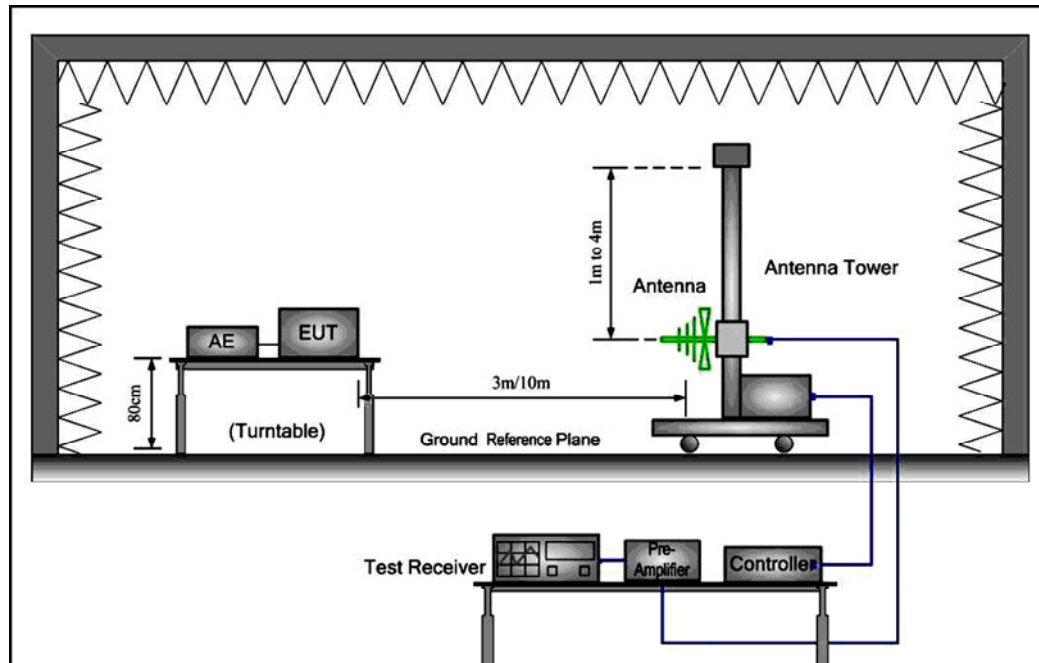 1m to 4m
Antenna Tower
Antenna
AE
EUT
3m/10m
80cm
(Turntable)
Ground Reference Plane
Test Receiver
Pre-
Amplifier
Controller